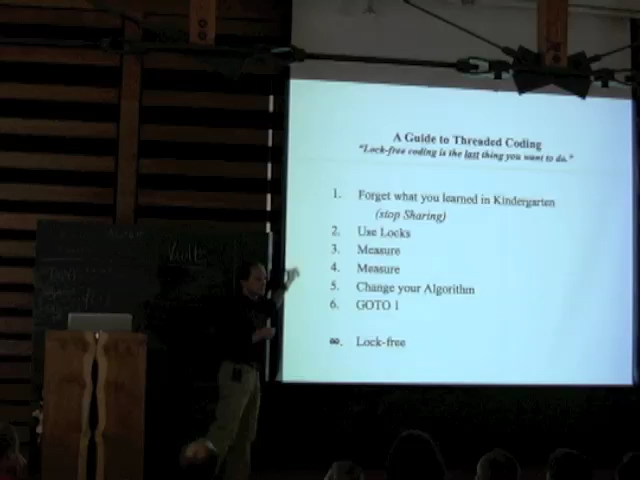 A Guide to Threaded Coding
"Lock-free coding is the last thing you want to do."
1. Forget what you learned in Kindergarten
(stop Sharing)
2. Use Locks
3. Measure
4. Measure
5. Change your Algorithm
6. GOTO 1
∞. Lock-free